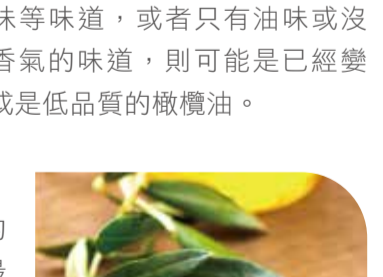 味等味道，或者只有油味或沒
香氣的味道，則可能是已經變
或是低品質的橄欖油。